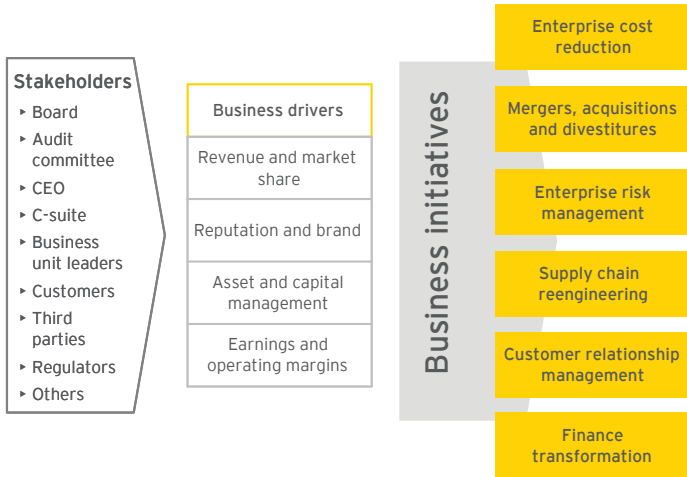 Stakeholders
‣ Board
‣ Audit
committee
‣ CEO
‣ C-suite
‣ Business
unit leaders
‣ Customers
‣ Third
parties
‣ Regulators
‣ Others
Business drivers
Revenue and market
share
Reputation and brand
Asset and capital
management
Earnings and
operating margins
Business initiatives
Enterprise cost
reduction
Mergers, acquisitions
and divestitures
Enterprise risk
management
Supply chain
reengineering
Customer relationship
management
Finance
transformation